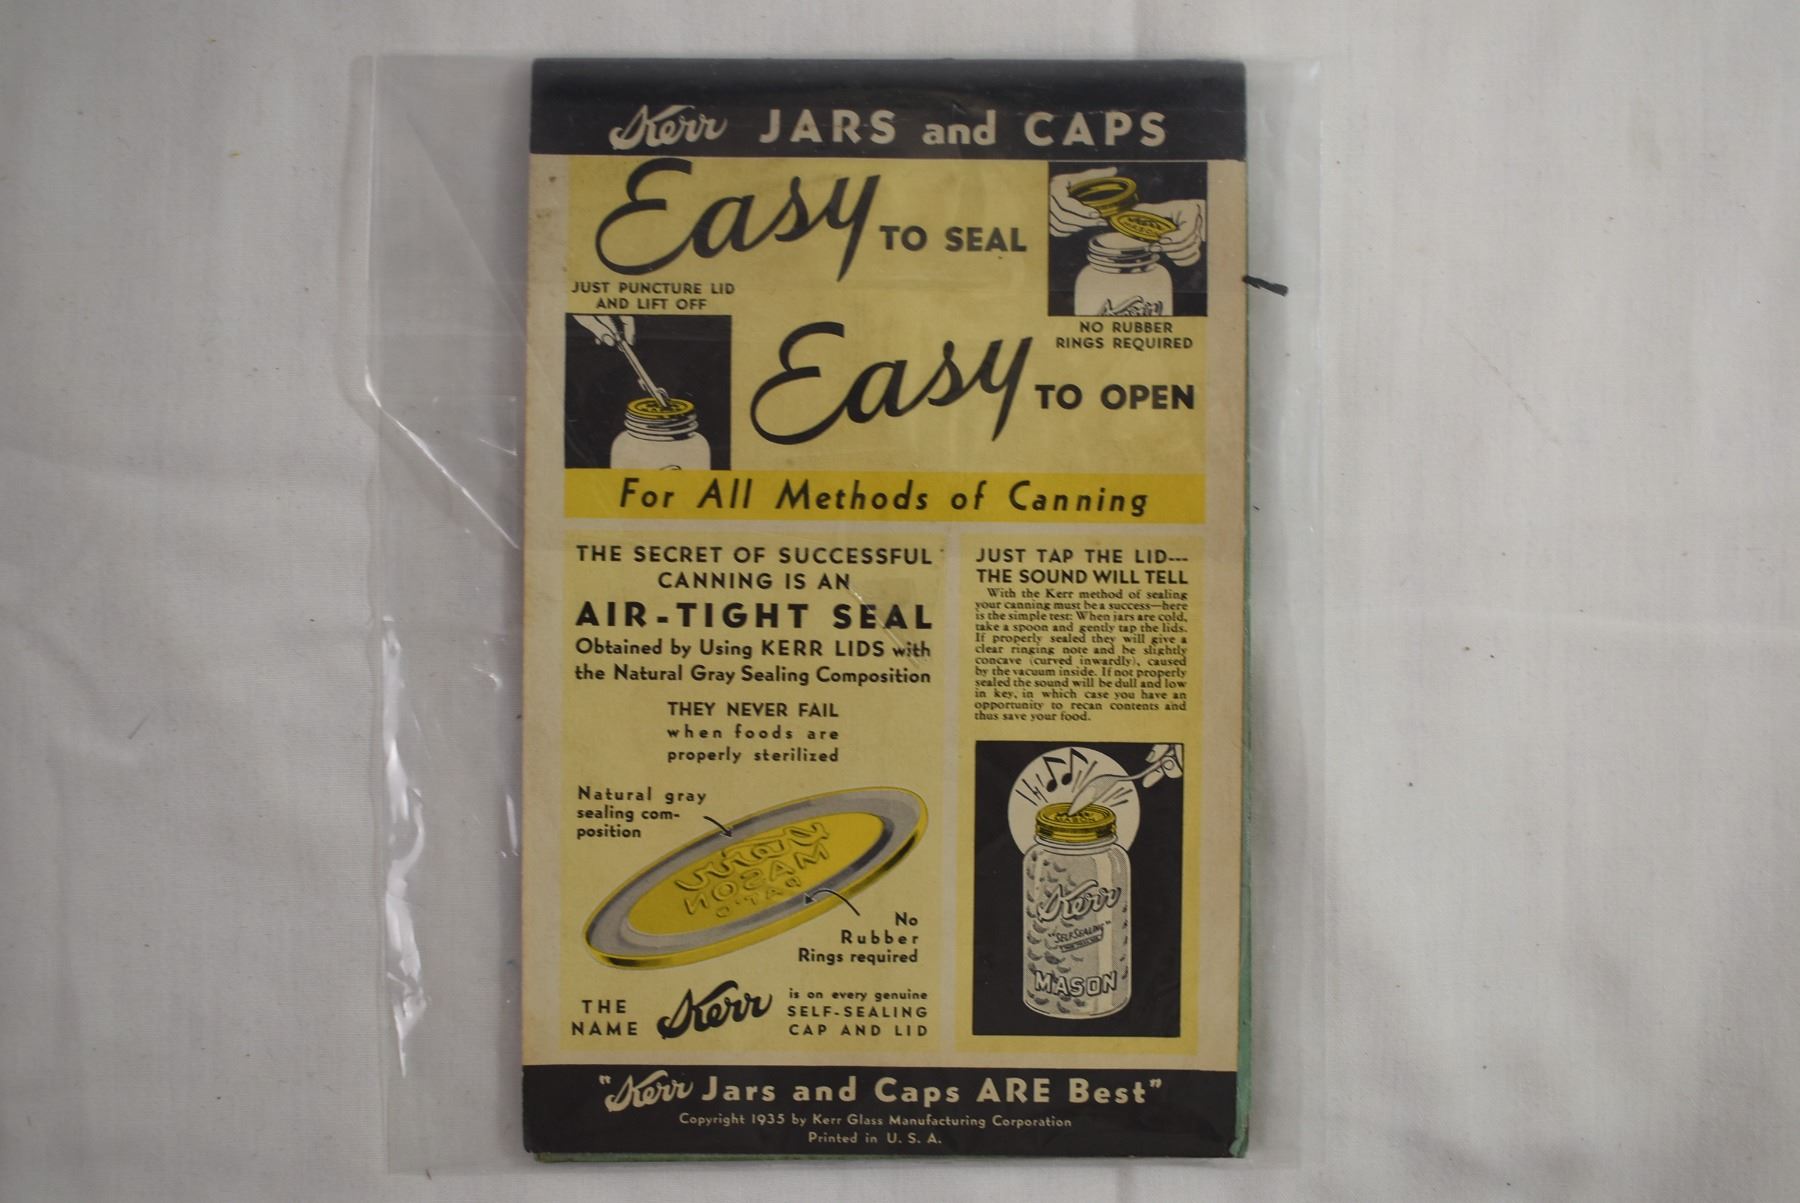 Kerr JARS and CAPS
Easy TO SEAL
JUST PUNCTURE LID
AND LIFT OFF
NO RUBBER
RINGS REQUIRED
Easy TO OPEN
For All Methods of Canning
THE SECRET OF SUCCESSFUL
CANNING IS AN
AIR-TIGHT SEAL
Obtained by Using KERR LIDS with
the Natural Gray Sealing Composition
THEY NEVER FAIL
when foods are
properly sterilized
Natural gray
sealing com-
position
Kerr
MASON
PAT'D
No
Rubber
Rings required
THE
NAME
Kerr
is on every genuine
SELF-SEALING
CAP AND LID
JUST TAP THE LID---
THE SOUND WILL TELL
With the Kerr method of sealing
your canning must be a success—here
is the simple test: When jars are cold,
take a spoon and gently tap the lids.
If properly sealed they will give a
clear ringing note and be slightly
concave (curved inwardly), caused
by the vacuum inside. If not properly
sealed the sound will be dull and low
in key, in which case you have an
opportunity to recan contents and
thus save your food.
MASON
Kerr
"SELF SEALING"
MASON
"Kerr Jars and Caps ARE Best"
Copyright 1935 by Kerr Glass Manufacturing Corporation
Printed in U. S. A.